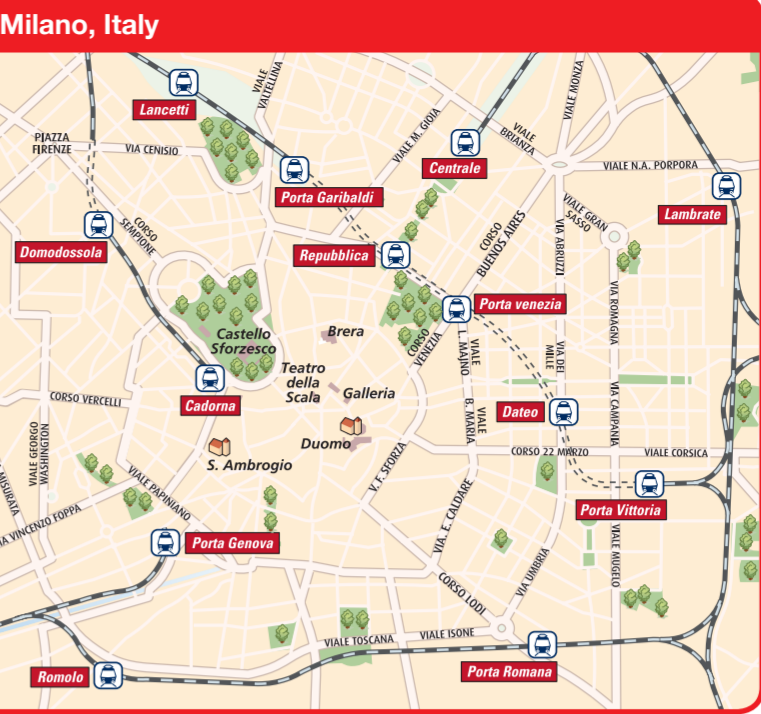 Milano, Italy
Lancetti
VIALE
VALTELLINA
VIALE M. GIOIA
VIALE
BRIANZA
VIALE MONZA
PIAZZA
FIRENZE
VIA CENISIO
Centrale
VIALE N.A. PORPORA
Porta Garibaldi
Lambrate
VIALE GRAN
SASSO
CORSO
SEMPIONE
Domodossola
Repubblica
CORSO
BUENOS AIRES
VIA ABRUZZI
VIA ROMAGNA
Porta venezia
Castello
Sforzesco
Brera
CORSO
VENEZIA
VIALE
L. MAJNO
VIA DEI
MILLE
Teatro
della
Scala
Galleria
Cadorna
CORSO VERCELLI
VIALE
B. MARIA
Dateo
VIA CAMPANIA
VIALE GEORGO
WASHINGTON
Duomo
S. Ambrogio
V. F. SFORZA
CORSO 22 MARZO
VIALE CORSICA
MISURATA
VIALE PAPINIANO
VIA. E. CALDARE
Porta Vittoria
A VINCENZO FOPPA
Porta Genova
VIALE MUGELO
VIA UMBRIA
CORSO LODI
VIALE TOSCANA
VIALE ISONE
Romolo
Porta Romana